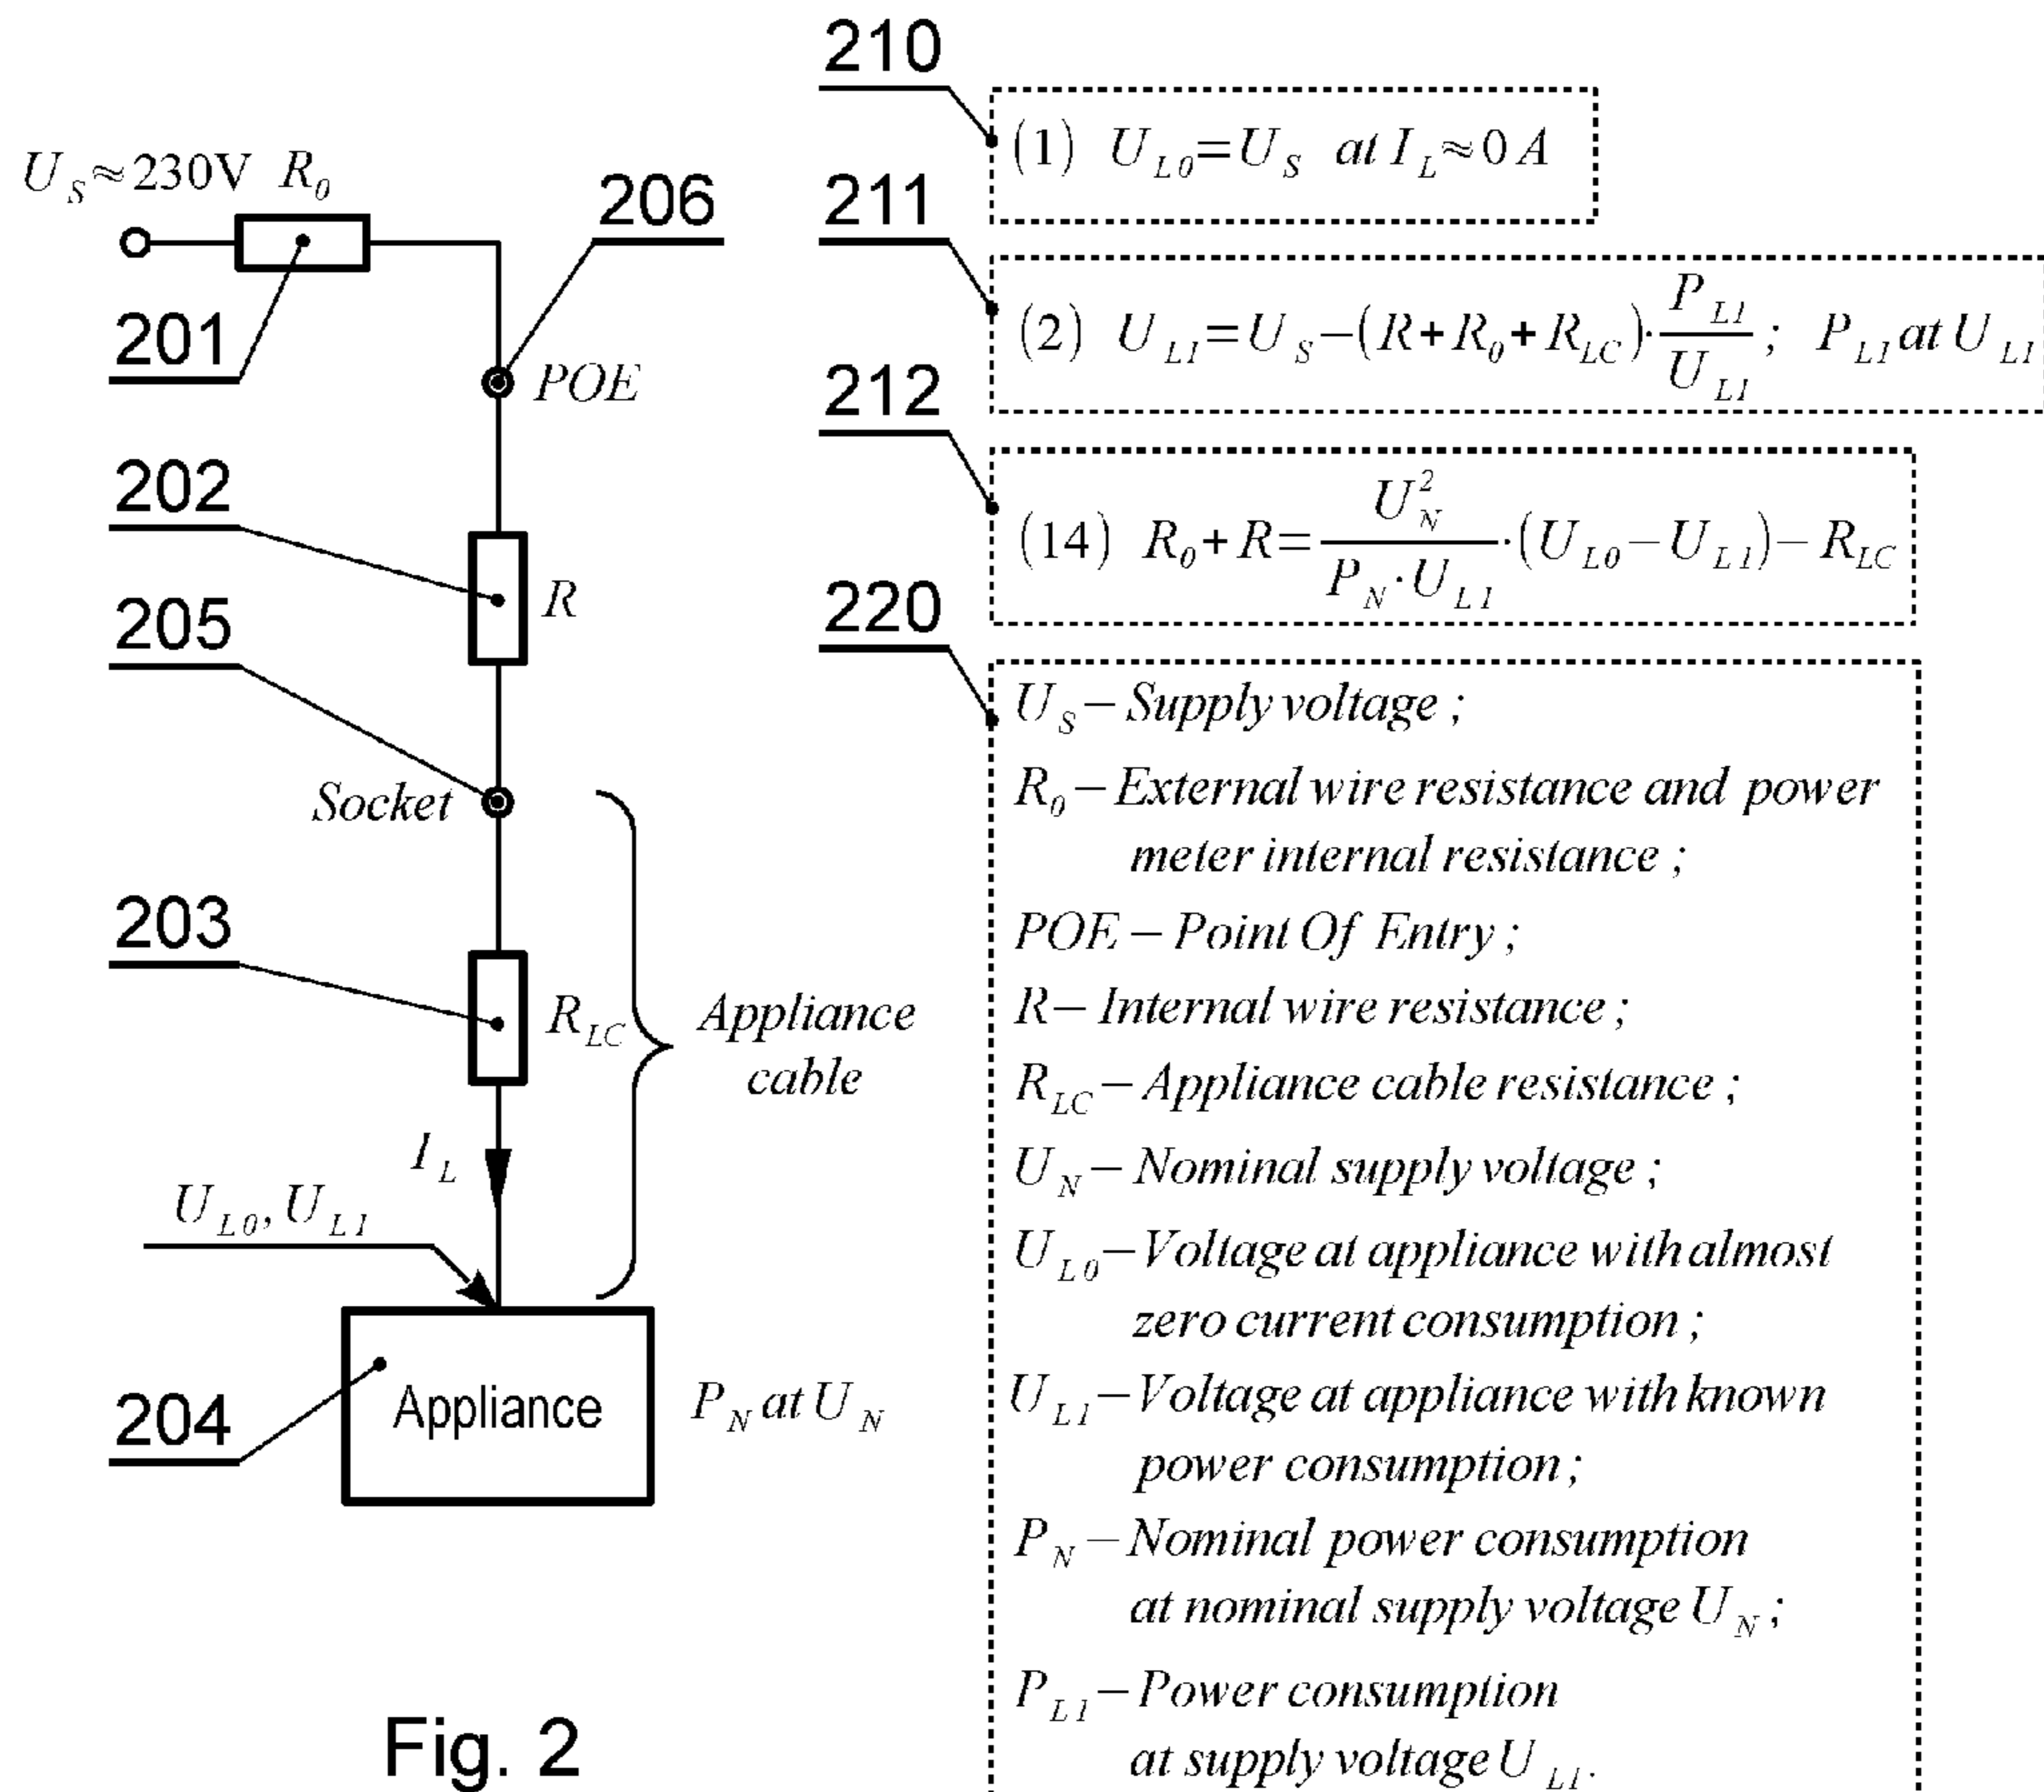 210
(1) U_L0=U_S at I_L≈0 A
U_S≈230V R_0
206
211
201
(2) U_L1=U_S−(R+R_0+R_LC)·P_L1/U_L1; P_L1 at U_L1
POE
212
202
(14) R_0+R=U_N^2/(P_N·U_L1)·(U_L0−U_L1)−R_LC
R
205
220
U_S−Supply voltage;
Socket
R_0−External wire resistance and power
meter internal resistance;
203
POE−Point Of Entry;
R_LC
Appliance
cable
R−Internal wire resistance;
R_LC−Appliance cable resistance;
I_L
U_N−Nominal supply voltage;
U_L0, U_L1
U_L0−Voltage at appliance with almost
zero current consumption;
204
Appliance
P_N at U_N
U_L1−Voltage at appliance with known
power consumption;
P_N−Nominal power consumption
at nominal supply voltage U_N;
P_L1−Power consumption
at supply voltage U_L1.
Fig. 2